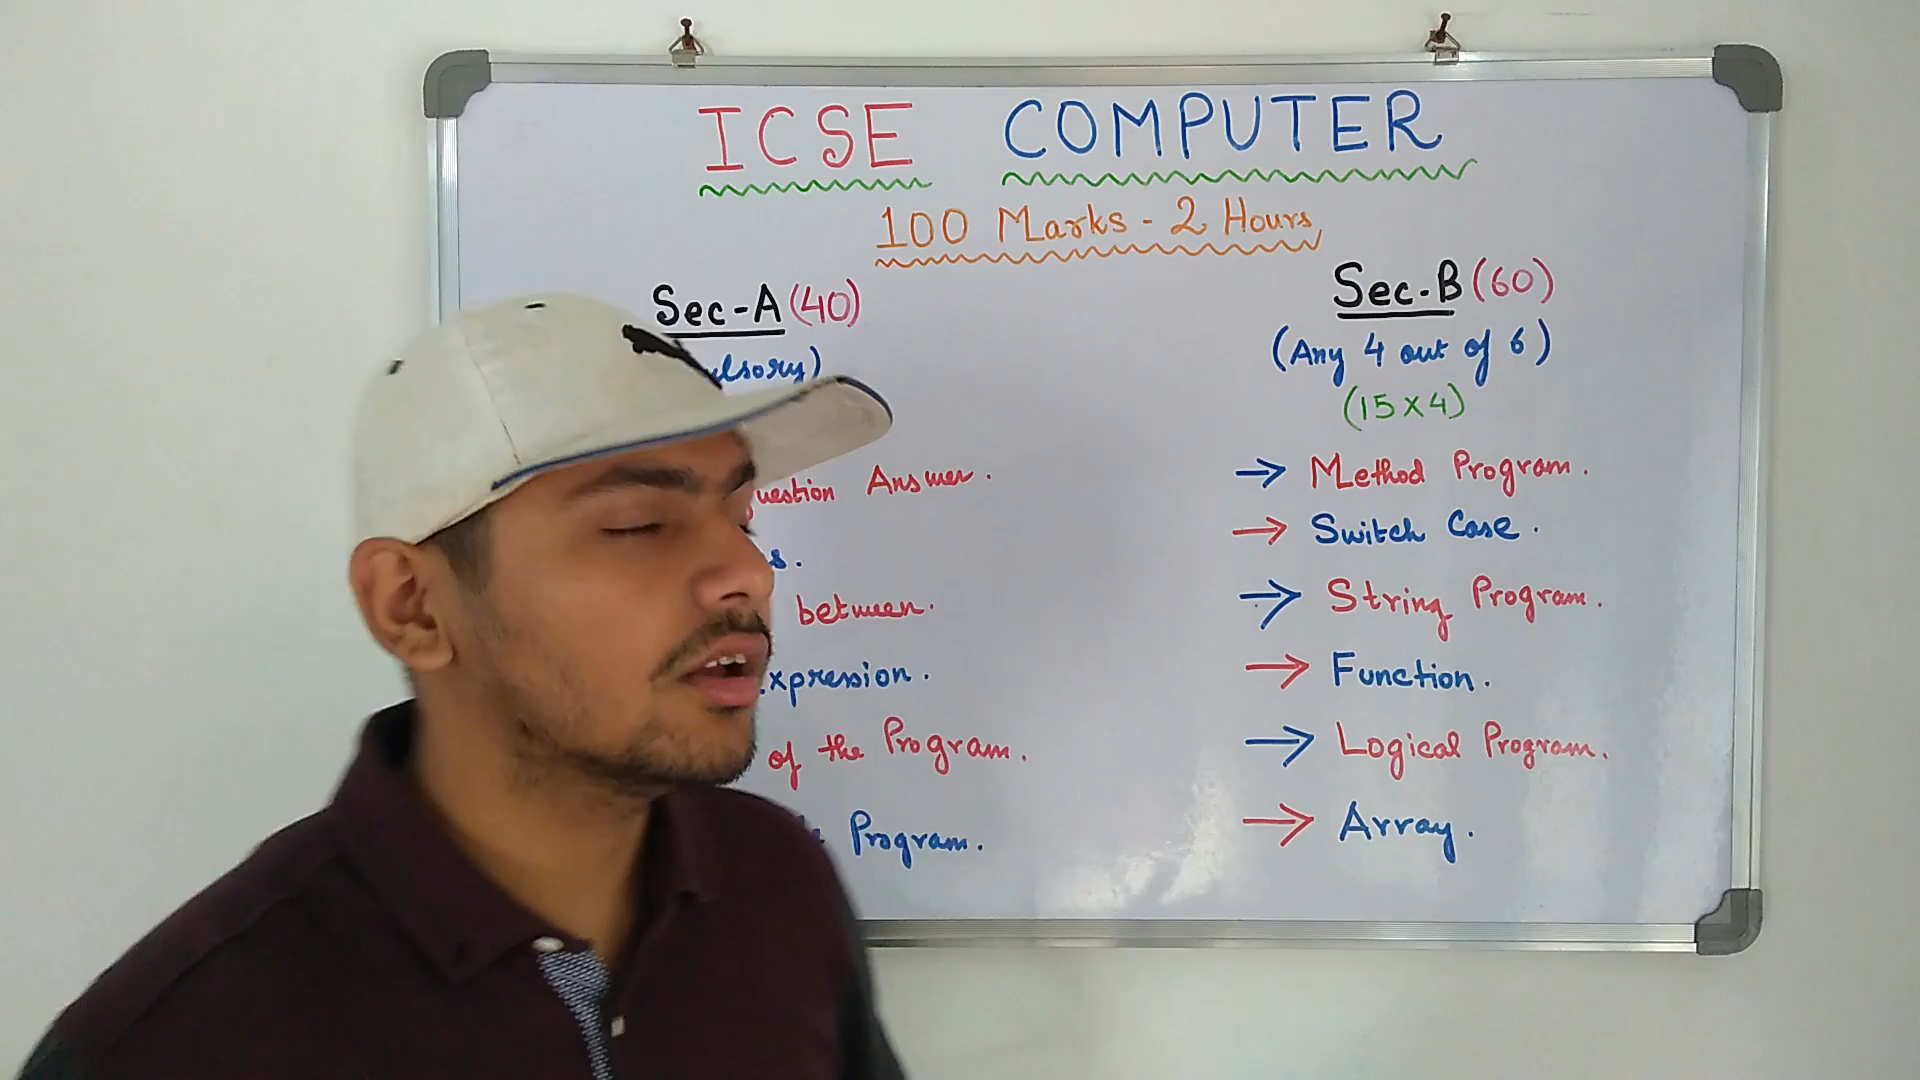 ICSE COMPUTER
100 Marks - 2 Hours
Sec-A (40)
Sec-B (60)
(Any 4 out of 6)
(15 x 4)
Answer.
between.
of the Program.
Program.
→ Method Program.
→ Switch Case.
→ String Program.
→ Function.
→ Logical Program.
→ Array.